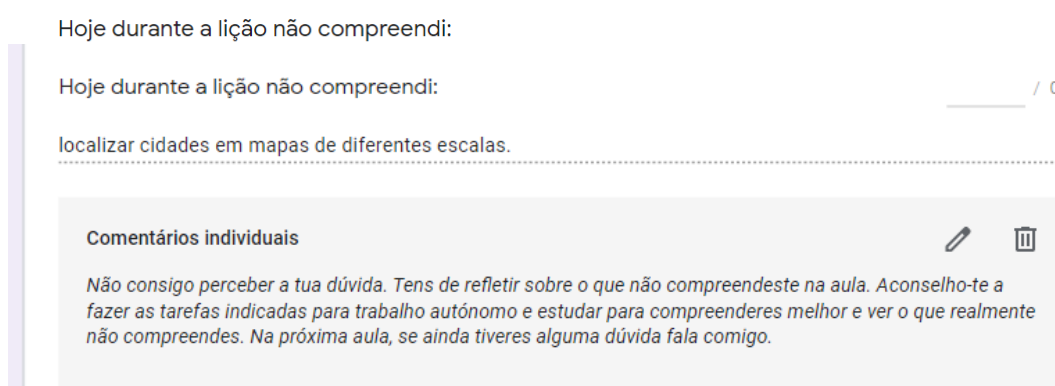 Hoje durante a lição não compreendi:
Hoje durante a lição não compreendi:
/ 0
localizar cidades em mapas de diferentes escalas.
Comentários individuais
Não consigo perceber a tua dúvida. Tens de refletir sobre o que não compreendeste na aula. Aconselho-te a
fazer as tarefas indicadas para trabalho autónomo e estudar para compreenderes melhor e ver o que realmente
não compreendes. Na próxima aula, se ainda tiveres alguma dúvida fala comigo.